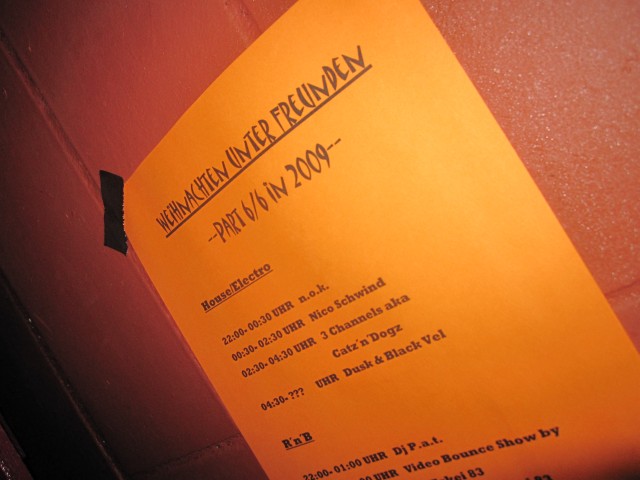 WEIHNACHTEN UNTER FREUNDEN
--PART 6/6 in 2009--
House/Electro
22:00- 00:30 UHR n.o.k.
00:30- 02:30 UHR Nico Schwind
02:30- 04:30 UHR 3 Channels aka
Catz'n Dogz
04:30- ??? UHR Dusk & Black Vel
R'n'B
22:00- 01:00 UHR Dj P.a.t.
UHR Video Bounce Show by
83